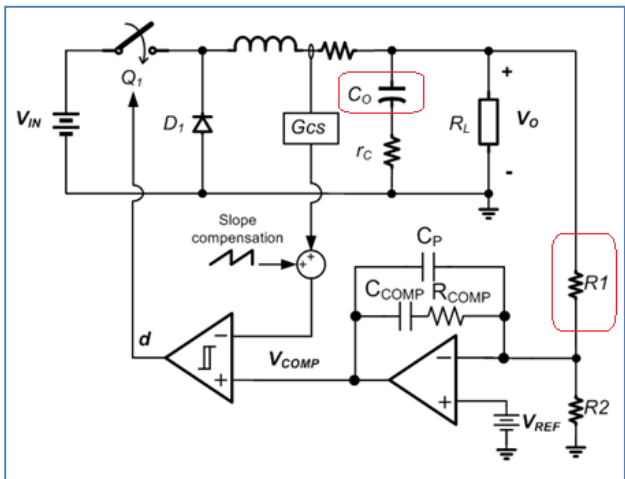 Q1
VIN
D1
Gcs
CO
rC
RL
+
VO
-
Slope
compensation
+
+
CP
CCOMP
RCOMP
R1
d
−
VCOMP
+
−
+
VREF
R2